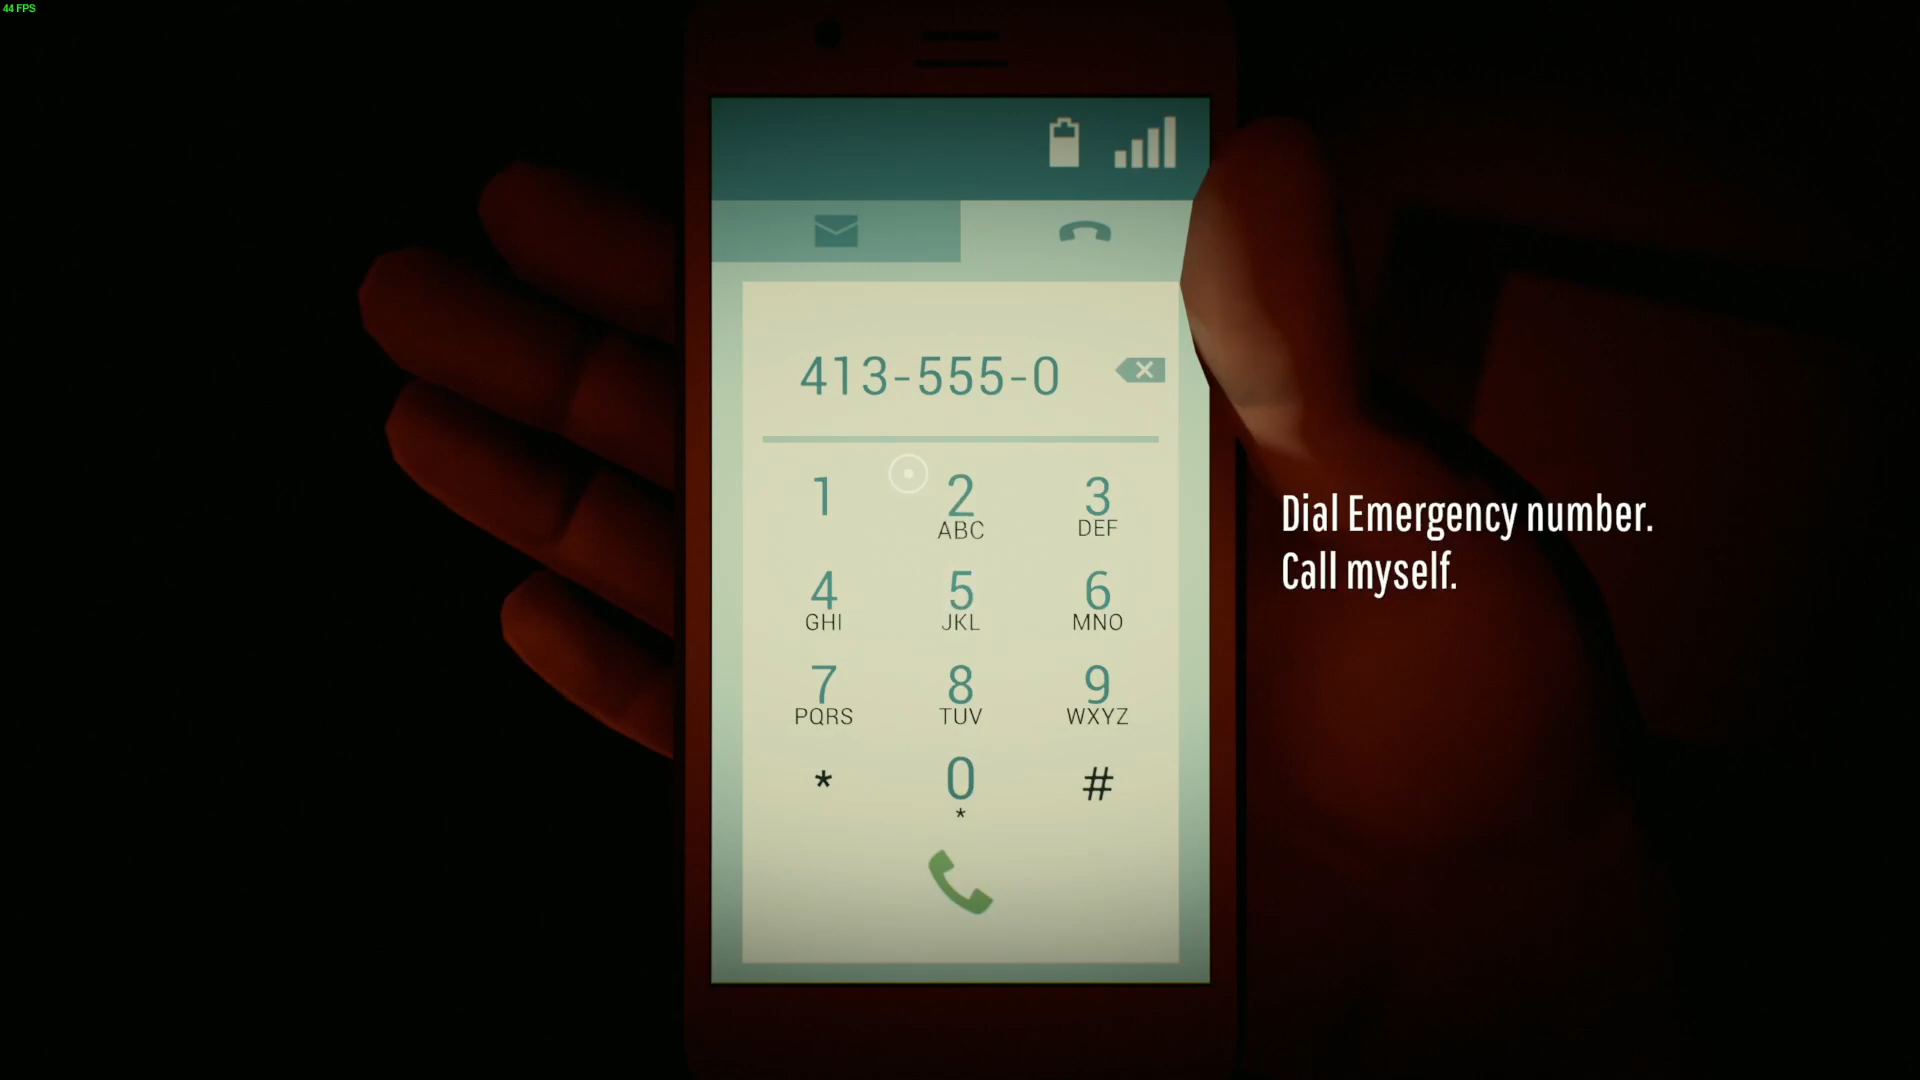 44 FPS
413-555-0
1
2
3
ABC
DEF
4
5
6
GHI
JKL
MNO
7
8
9
PQRS
TUV
WXYZ
*
0
#
*
Dial Emergency number.
Call myself.